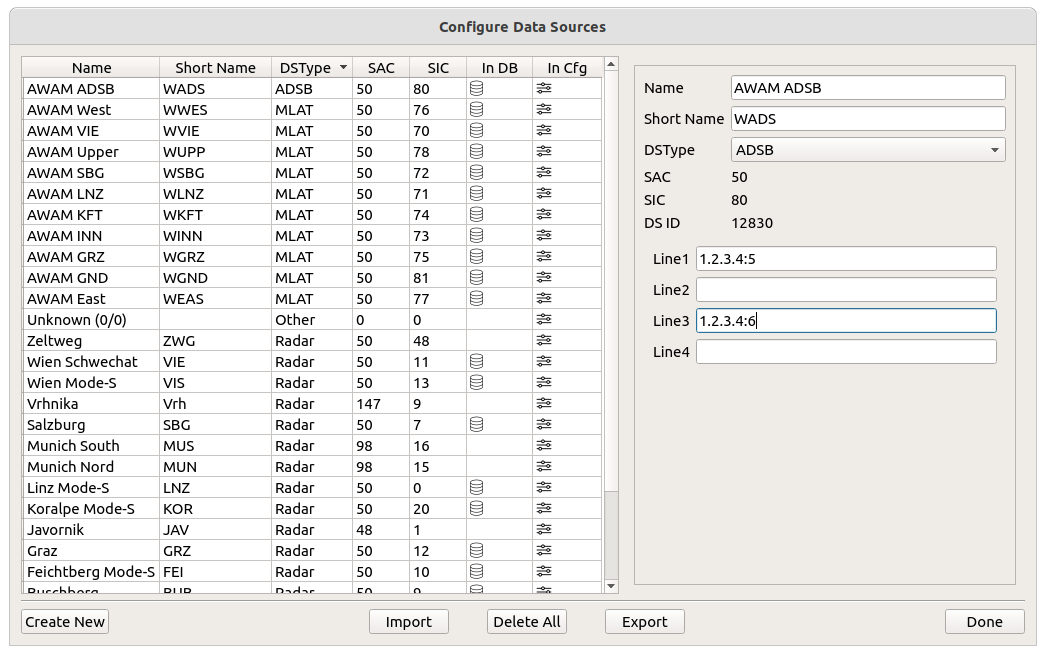 Configure Data Sources
Name Short Name DSType SAC SIC In DB In Cfg
AWAM ADSB WADS ADSB 50 80
AWAM West WWES MLAT 50 76
AWAM VIE WVIE MLAT 50 70
AWAM Upper WUPP MLAT 50 78
AWAM SBG WSBG MLAT 50 72
AWAM LNZ WLNZ MLAT 50 71
AWAM KFT WKFT MLAT 50 74
AWAM INN WINN MLAT 50 73
AWAM GRZ WGRZ MLAT 50 75
AWAM GND WGND MLAT 50 81
AWAM East WEAS MLAT 50 77
Unknown (0/0) Other 0 0
Zeltweg ZWG Radar 50 48
Wien Schwechat VIE Radar 50 11
Wien Mode-S VIS Radar 50 13
Vrhnika Vrh Radar 147 9
Salzburg SBG Radar 50 7
Munich South MUS Radar 98 16
Munich Nord MUN Radar 98 15
Linz Mode-S LNZ Radar 50 0
Koralpe Mode-S KOR Radar 50 20
Javornik JAV Radar 48 1
Graz GRZ Radar 50 12
Feichtberg Mode-S FEI Radar 50 10
Buschberg BUB Radar 50 9
Name AWAM ADSB
Short Name WADS
DSType ADSB
SAC 50
SIC 80
DS ID 12830
Line1 1.2.3.4:5
Line2
Line3 1.2.3.4:6
Line4
Create New Import Delete All Export Done